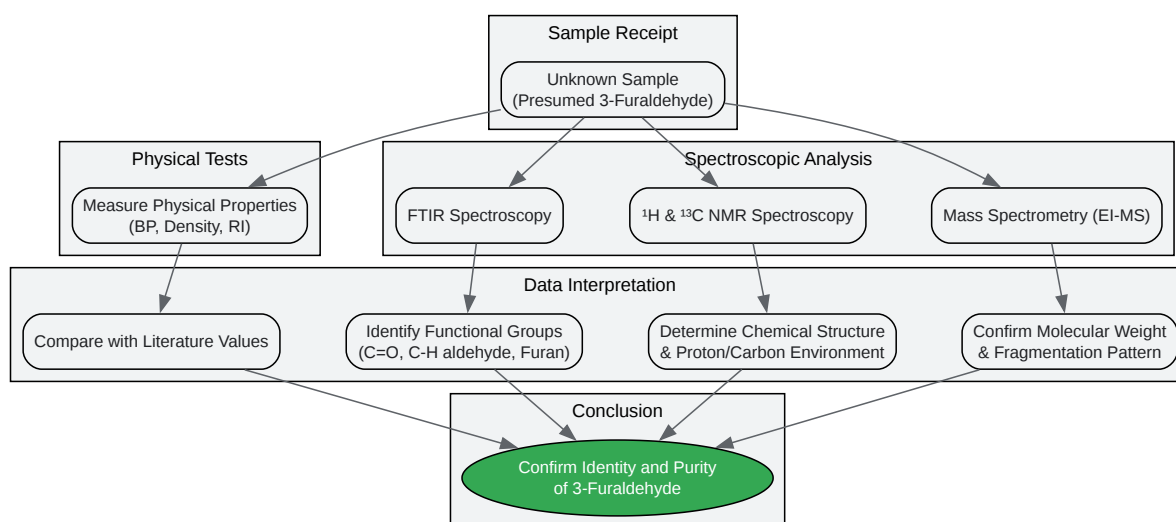 Sample Receipt
Unknown Sample
(Presumed 3-Furaldehyde)
Physical Tests
Measure Physical Properties
(BP, Density, RI)
Spectroscopic Analysis
FTIR Spectroscopy
¹H & ¹³C NMR Spectroscopy
Mass Spectrometry (EI-MS)
Data Interpretation
Compare with Literature Values
Identify Functional Groups
(C=O, C-H aldehyde, Furan)
Determine Chemical Structure
& Proton/Carbon Environment
Confirm Molecular Weight
& Fragmentation Pattern
Conclusion
Confirm Identity and Purity
of 3-Furaldehyde